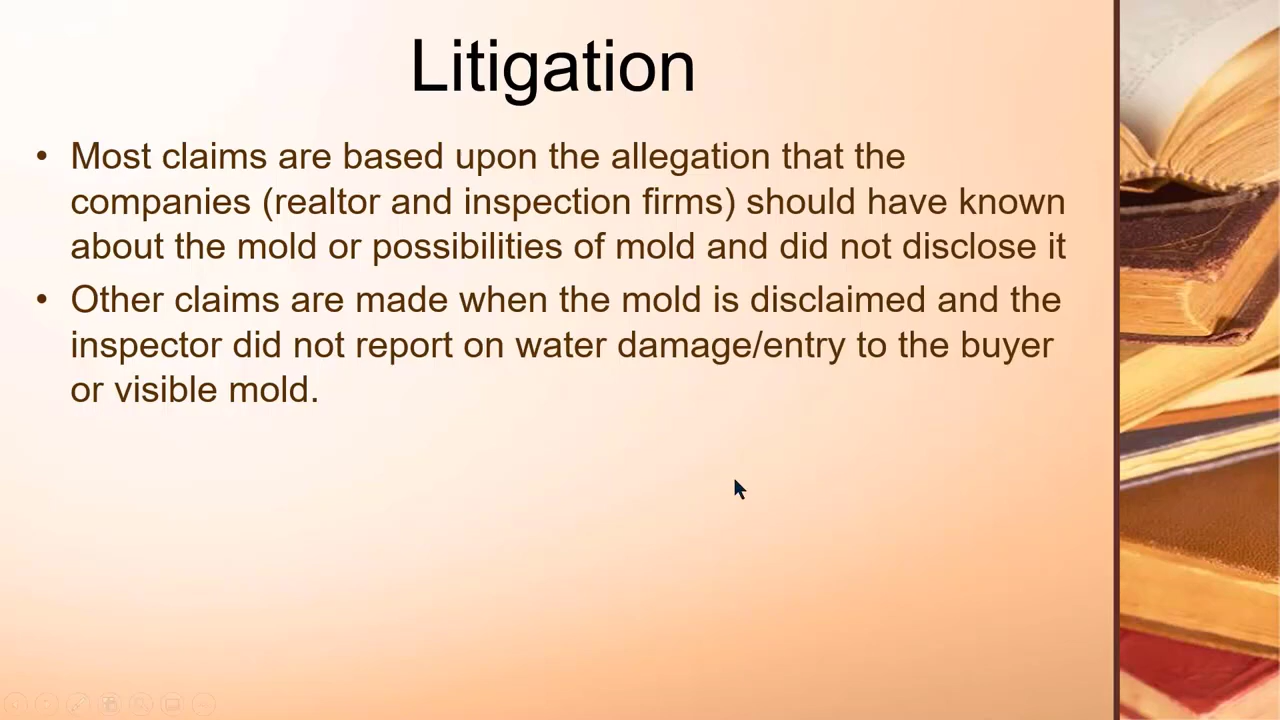 Litigation
• Most claims are based upon the allegation that the
companies (realtor and inspection firms) should have known
about the mold or possibilities of mold and did not disclose it
• Other claims are made when the mold is disclaimed and the
inspector did not report on water damage/entry to the buyer
or visible mold.